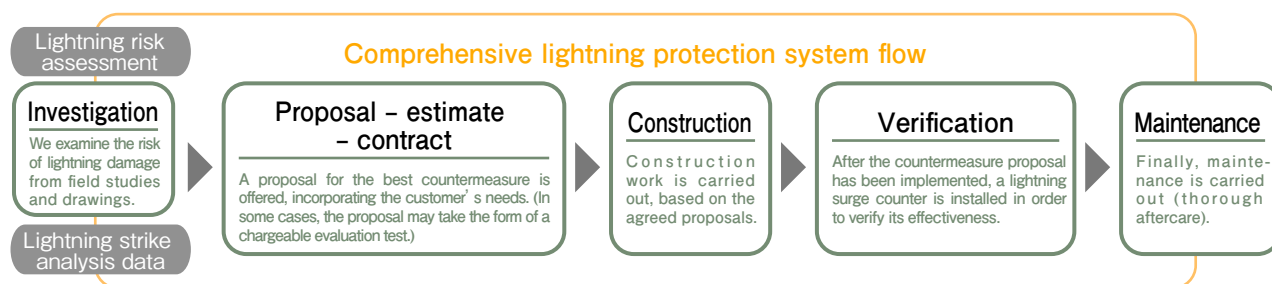 Lightning risk
assessment
Comprehensive lightning protection system flow
Investigation
We examine the risk
of lightning damage
from field studies
and drawings.
Lightning strike
analysis data
Proposal – estimate
– contract
A proposal for the best countermeasure is
offered, incorporating the customer’s needs. (In
some cases, the proposal may take the form of a
chargeable evaluation test.)
Construction
Construction
work is carried
out, based on the
agreed proposals.
Verification
After the countermeasure proposal
has been implemented, a lightning
surge counter is installed in order
to verify its effectiveness.
Maintenance
Finally, mainte-
nance is carried
out (thorough
aftercare).